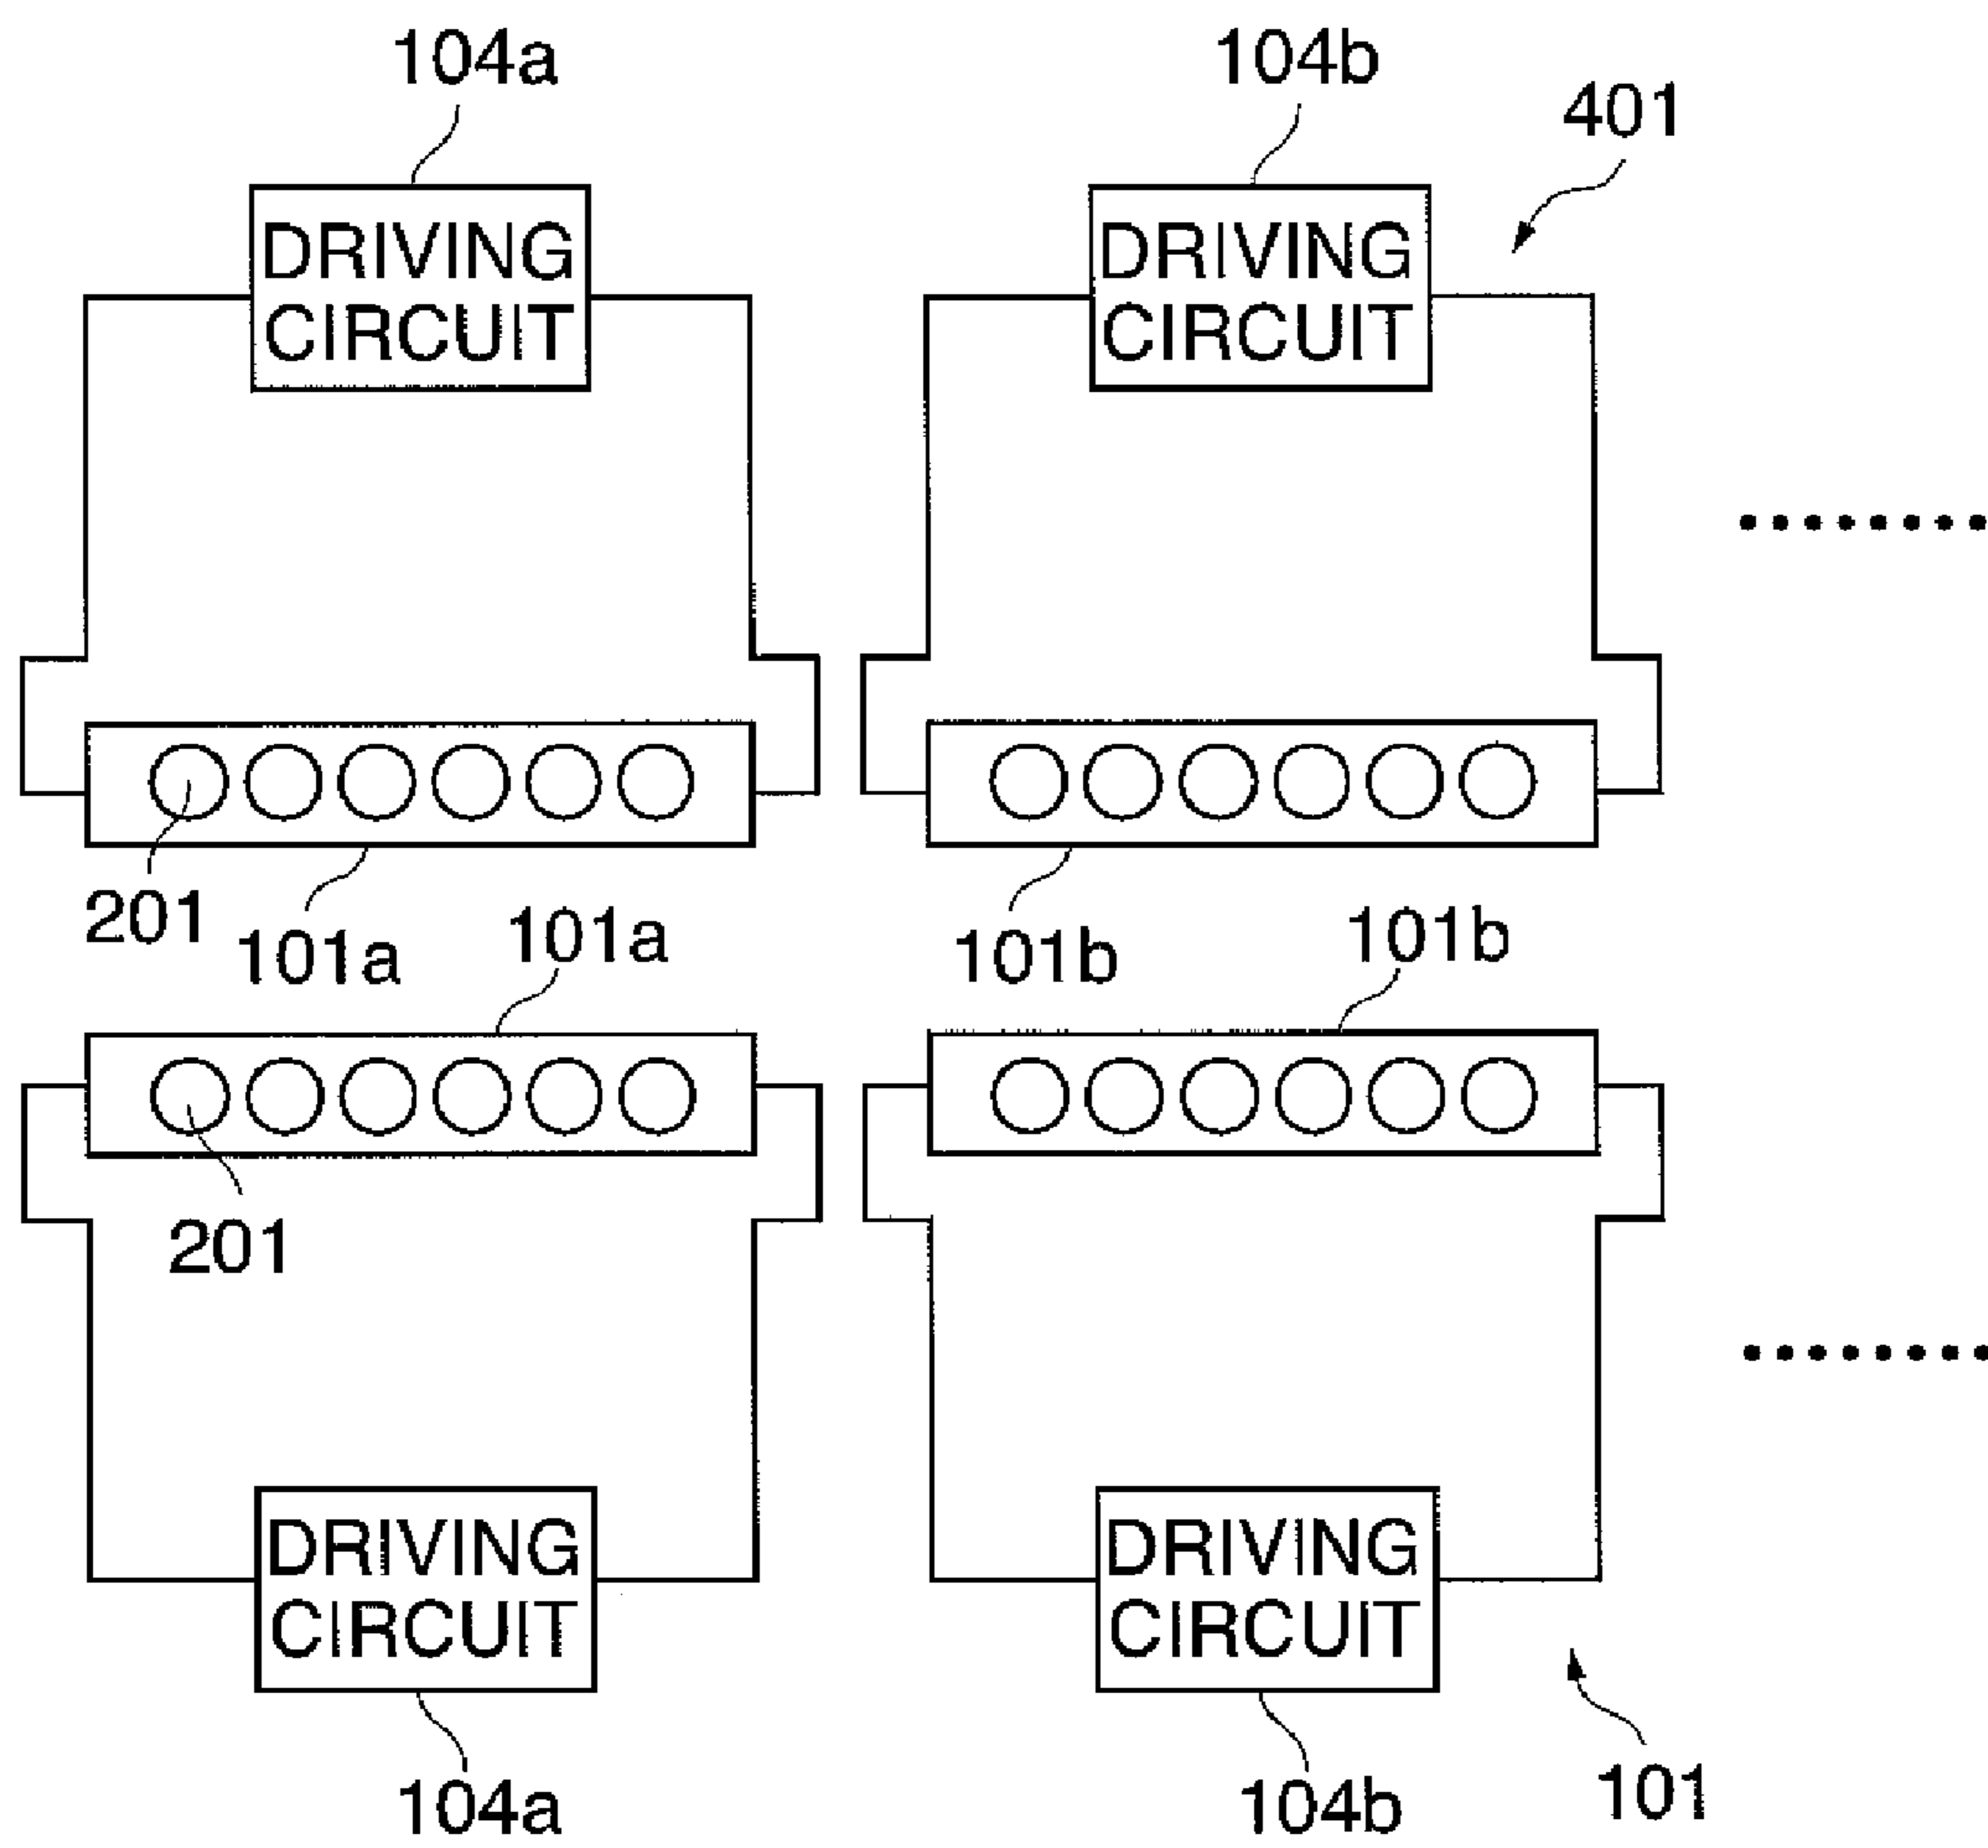 104a
104b
401
DRIVING
CIRCUIT
DRIVING
CIRCUIT
201
101a
101a
101b
101b
201
DRIVING
CIRCUIT
DRIVING
CIRCUIT
104a
104b
101